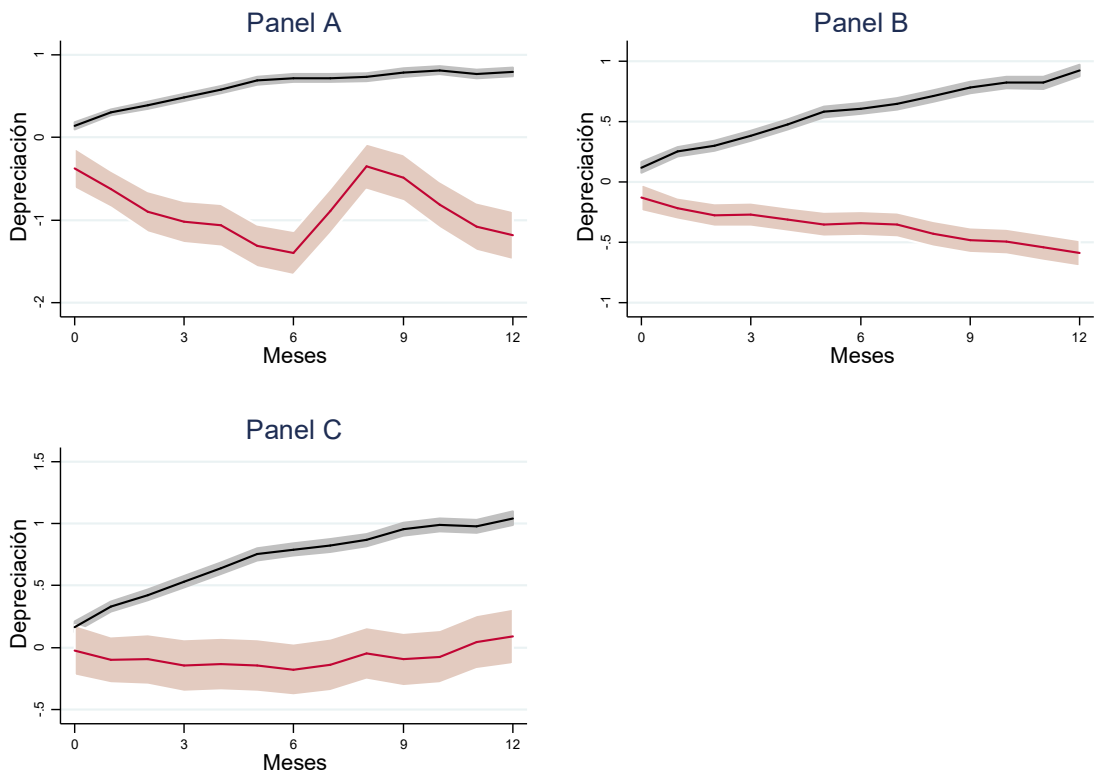 Panel A
Depreciación
1
0
-1
-2
0 3 6 9 12
Meses
Panel B
Depreciación
1
.5
0
-.5
-1
0 3 6 9 12
Meses
Panel C
Depreciación
1.5
1
.5
0
-.5
0 3 6 9 12
Meses